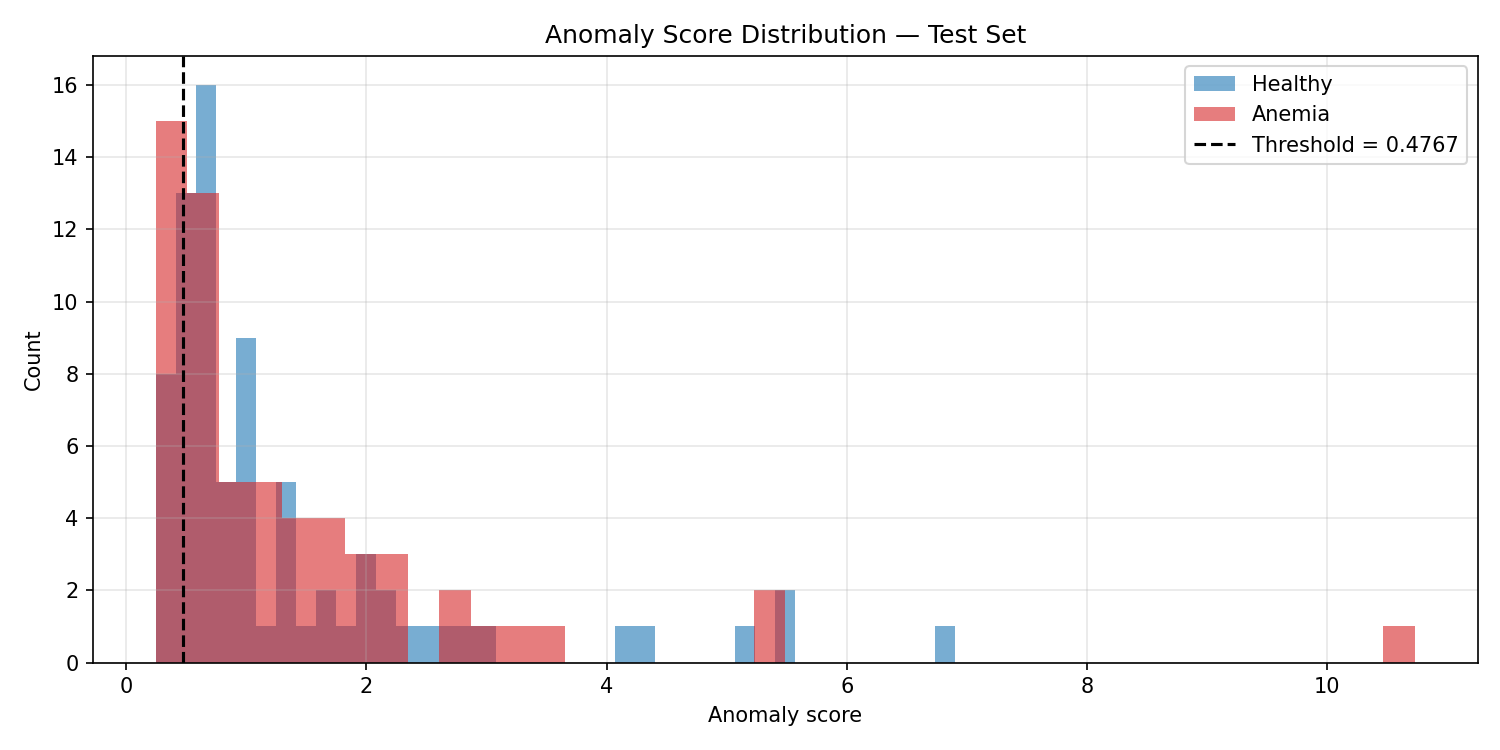 Anomaly Score Distribution — Test Set
Healthy
Anemia
Threshold = 0.4767
Count
16
14
12
10
8
6
4
2
0
0 2 4 6 8 10
Anomaly score